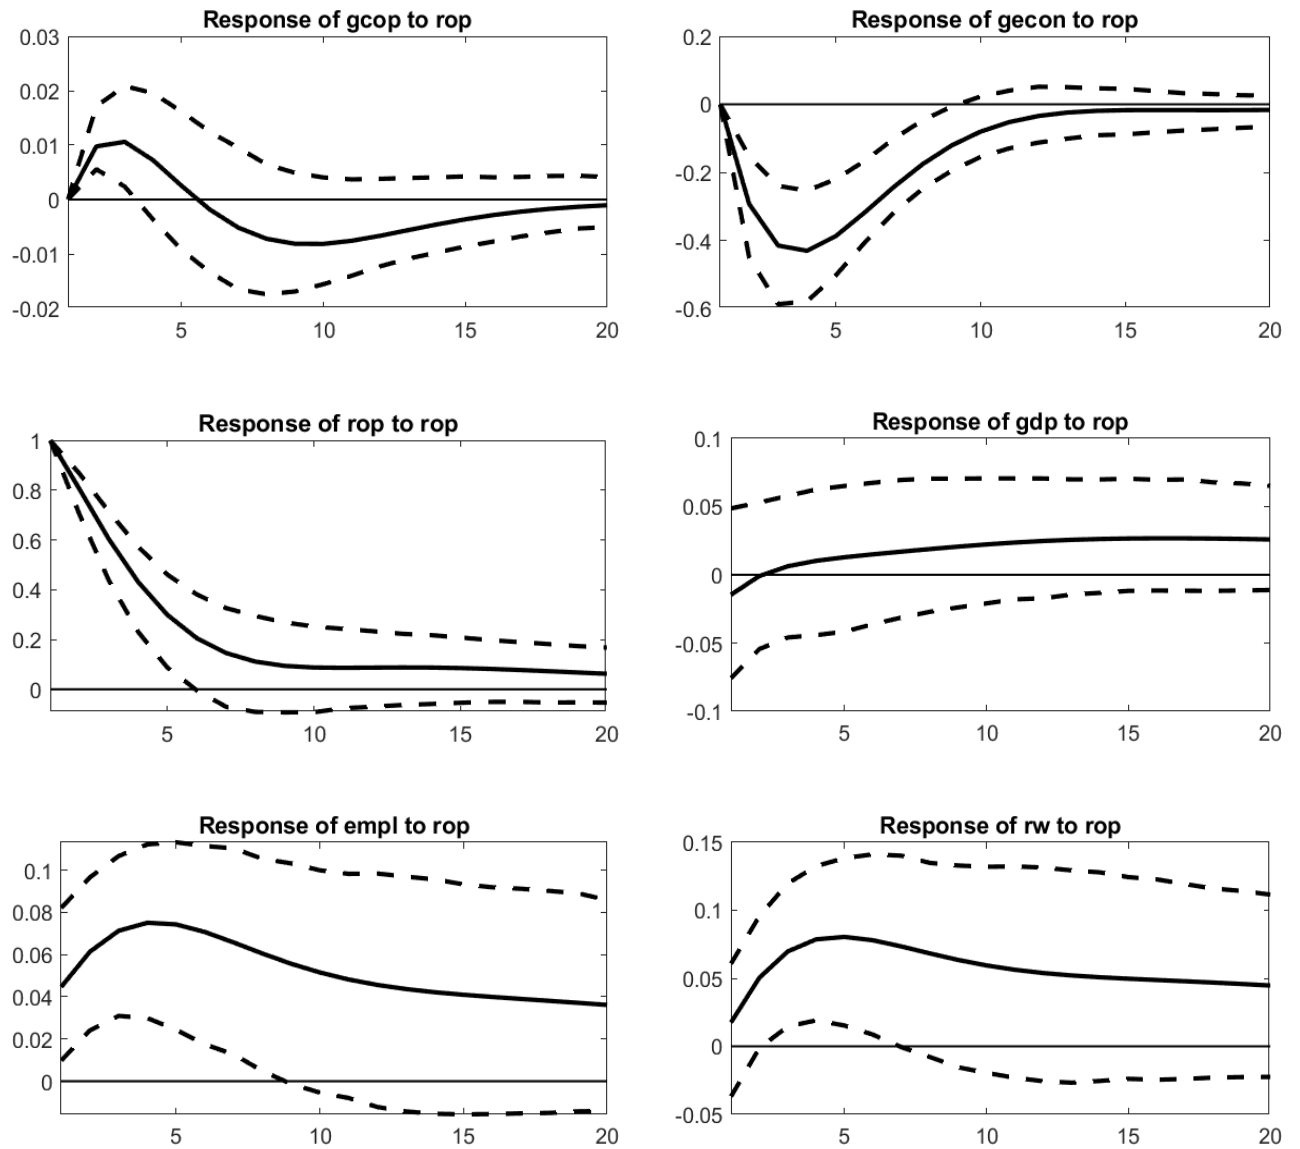 Response of gcop to rop
0.03
0.02
0.01
0
-0.01
-0.02
5 10 15 20
Response of gecon to rop
0.2
0
-0.2
-0.4
-0.6
5 10 15 20
Response of rop to rop
1
0.8
0.6
0.4
0.2
0
5 10 15 20
Response of gdp to rop
0.1
0.05
0
-0.05
-0.1
5 10 15 20
Response of empl to rop
0.1
0.08
0.06
0.04
0.02
0
5 10 15 20
Response of rw to rop
0.15
0.1
0.05
0
-0.05
5 10 15 20